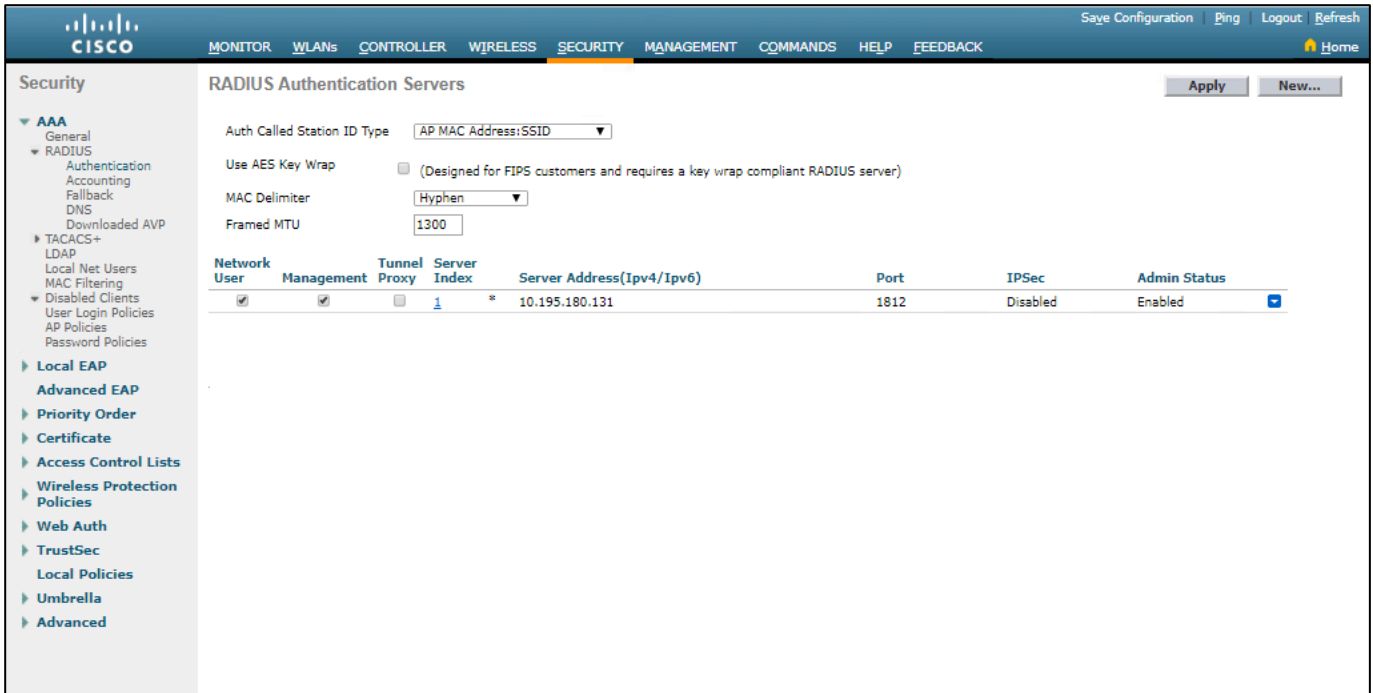 Save Configuration | Ping | Logout | Refresh
CISCO
MONITOR WLANs CONTROLLER WIRELESS SECURITY MANAGEMENT COMMANDS HELP FEEDBACK
Home
Security
AAA
General
RADIUS
Authentication
Accounting
Fallback
DNS
Downloaded AVP
TACACS+
LDAP
Local Net Users
MAC Filtering
Disabled Clients
User Login Policies
AP Policies
Password Policies
Local EAP
Advanced EAP
Priority Order
Certificate
Access Control Lists
Wireless Protection
Policies
Web Auth
TrustSec
Local Policies
Umbrella
Advanced
RADIUS Authentication Servers
Apply
New...
Auth Called Station ID Type AP MAC Address:SSID
Use AES Key Wrap (Designed for FIPS customers and requires a key wrap compliant RADIUS server)
MAC Delimiter Hyphen
Framed MTU 1300
Network User Management Tunnel Proxy Server Index Server Address(Ipv4/Ipv6) Port IPSec Admin Status
1 * 10.195.180.131 1812 Disabled Enabled